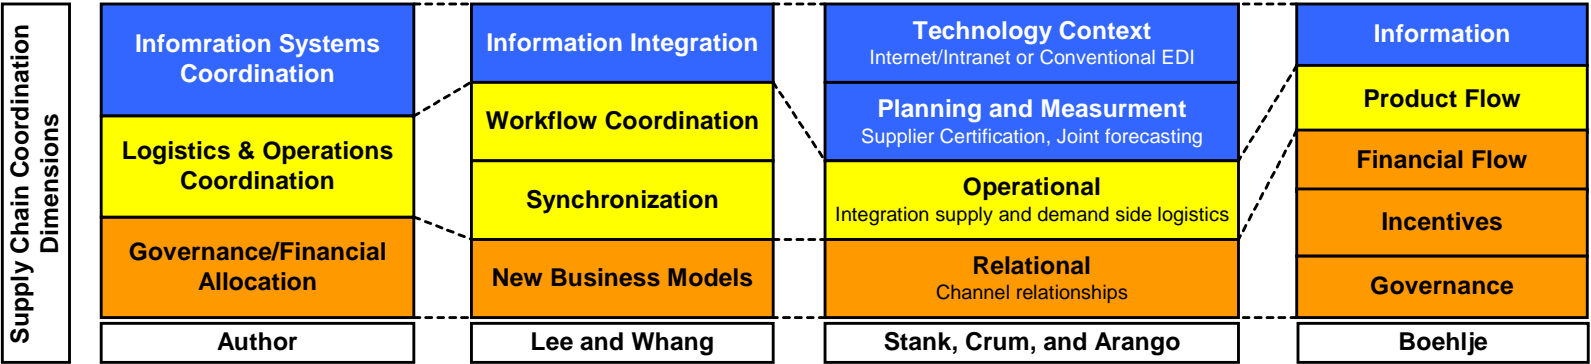 Supply Chain Coordination
Dimensions
Infomration Systems
Coordination
Logistics & Operations
Coordination
Governance/Financial
Allocation
Author
Information Integration
Workflow Coordination
Synchronization
New Business Models
Lee and Whang
Technology Context
Internet/Intranet or Conventional EDI
Planning and Measurment
Supplier Certification, Joint forecasting
Operational
Integration supply and demand side logistics
Relational
Channel relationships
Stank, Crum, and Arango
Information
Product Flow
Financial Flow
Incentives
Governance
Boehlje